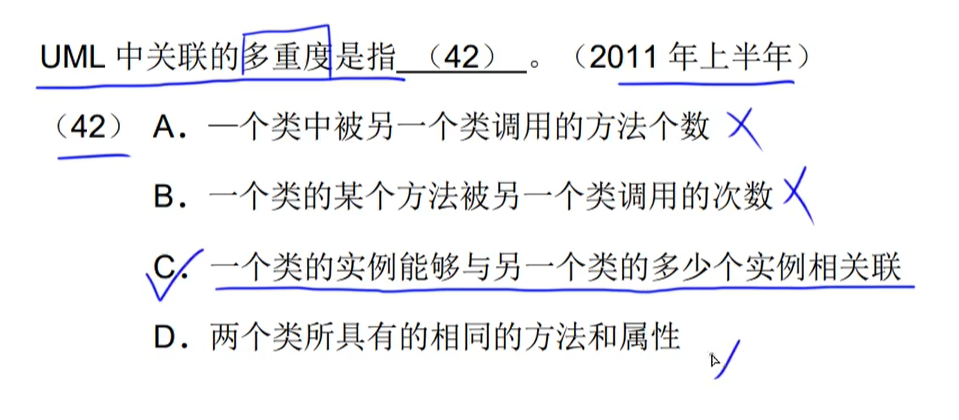 UML 中关联的多重度是指 （42） 。（2011 年上半年）
（42） A．一个类中被另一个类调用的方法个数
B．一个类的某个方法被另一个类调用的次数
C．一个类的实例能够与另一个类的多少个实例相关联
D．两个类所具有的相同的方法和属性